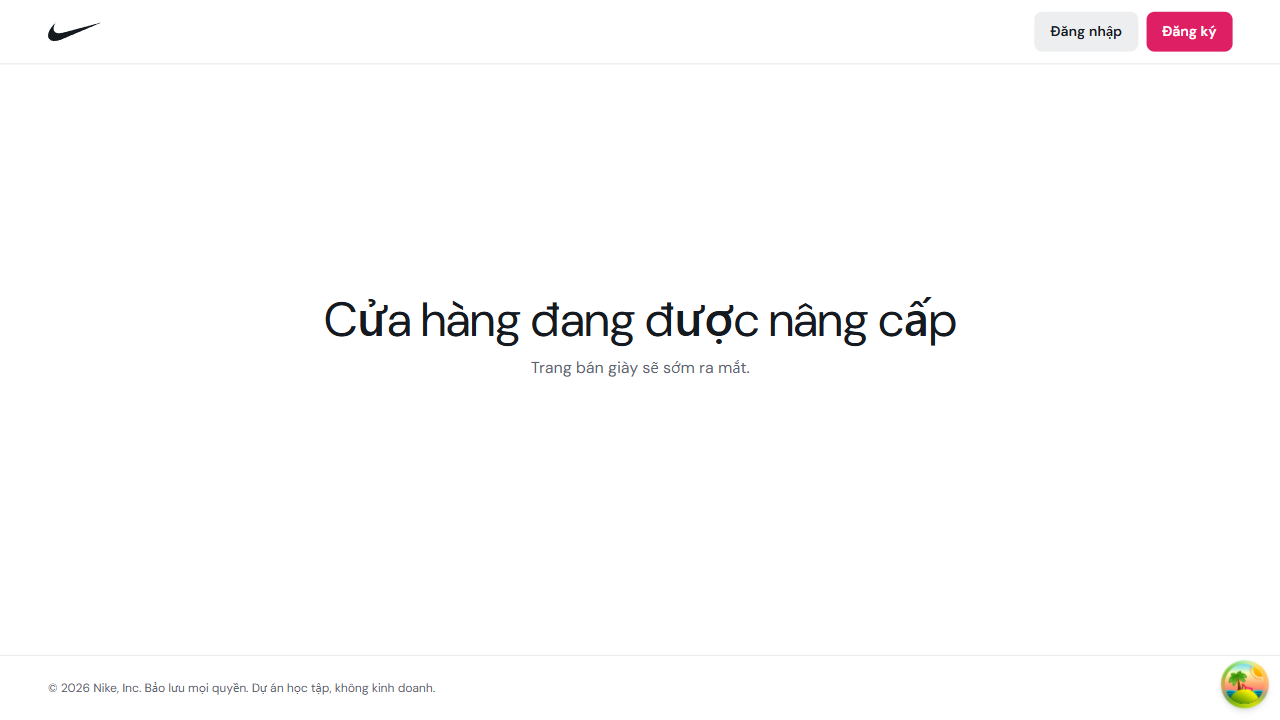 Đăng nhập
Đăng ký
Cửa hàng đang được nâng cấp
Trang bán giày sẽ sớm ra mắt.
© 2026 Nike, Inc. Bảo lưu mọi quyền. Dự án học tập, không kinh doanh.